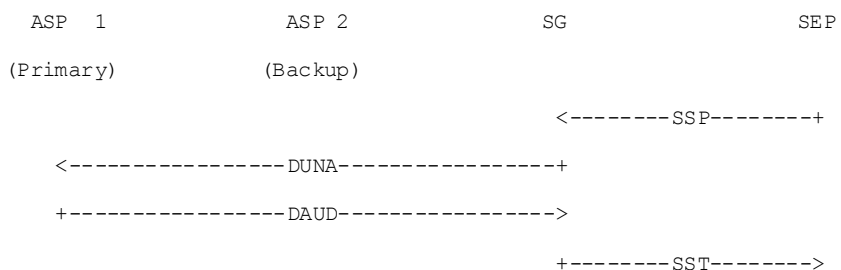 ASP 1 ASP 2 SG SEP
(Primary) (Backup)
<--------SSP--------+
<-----------------DUNA-----------------+
+-----------------DAUD----------------->
+--------SST-------->